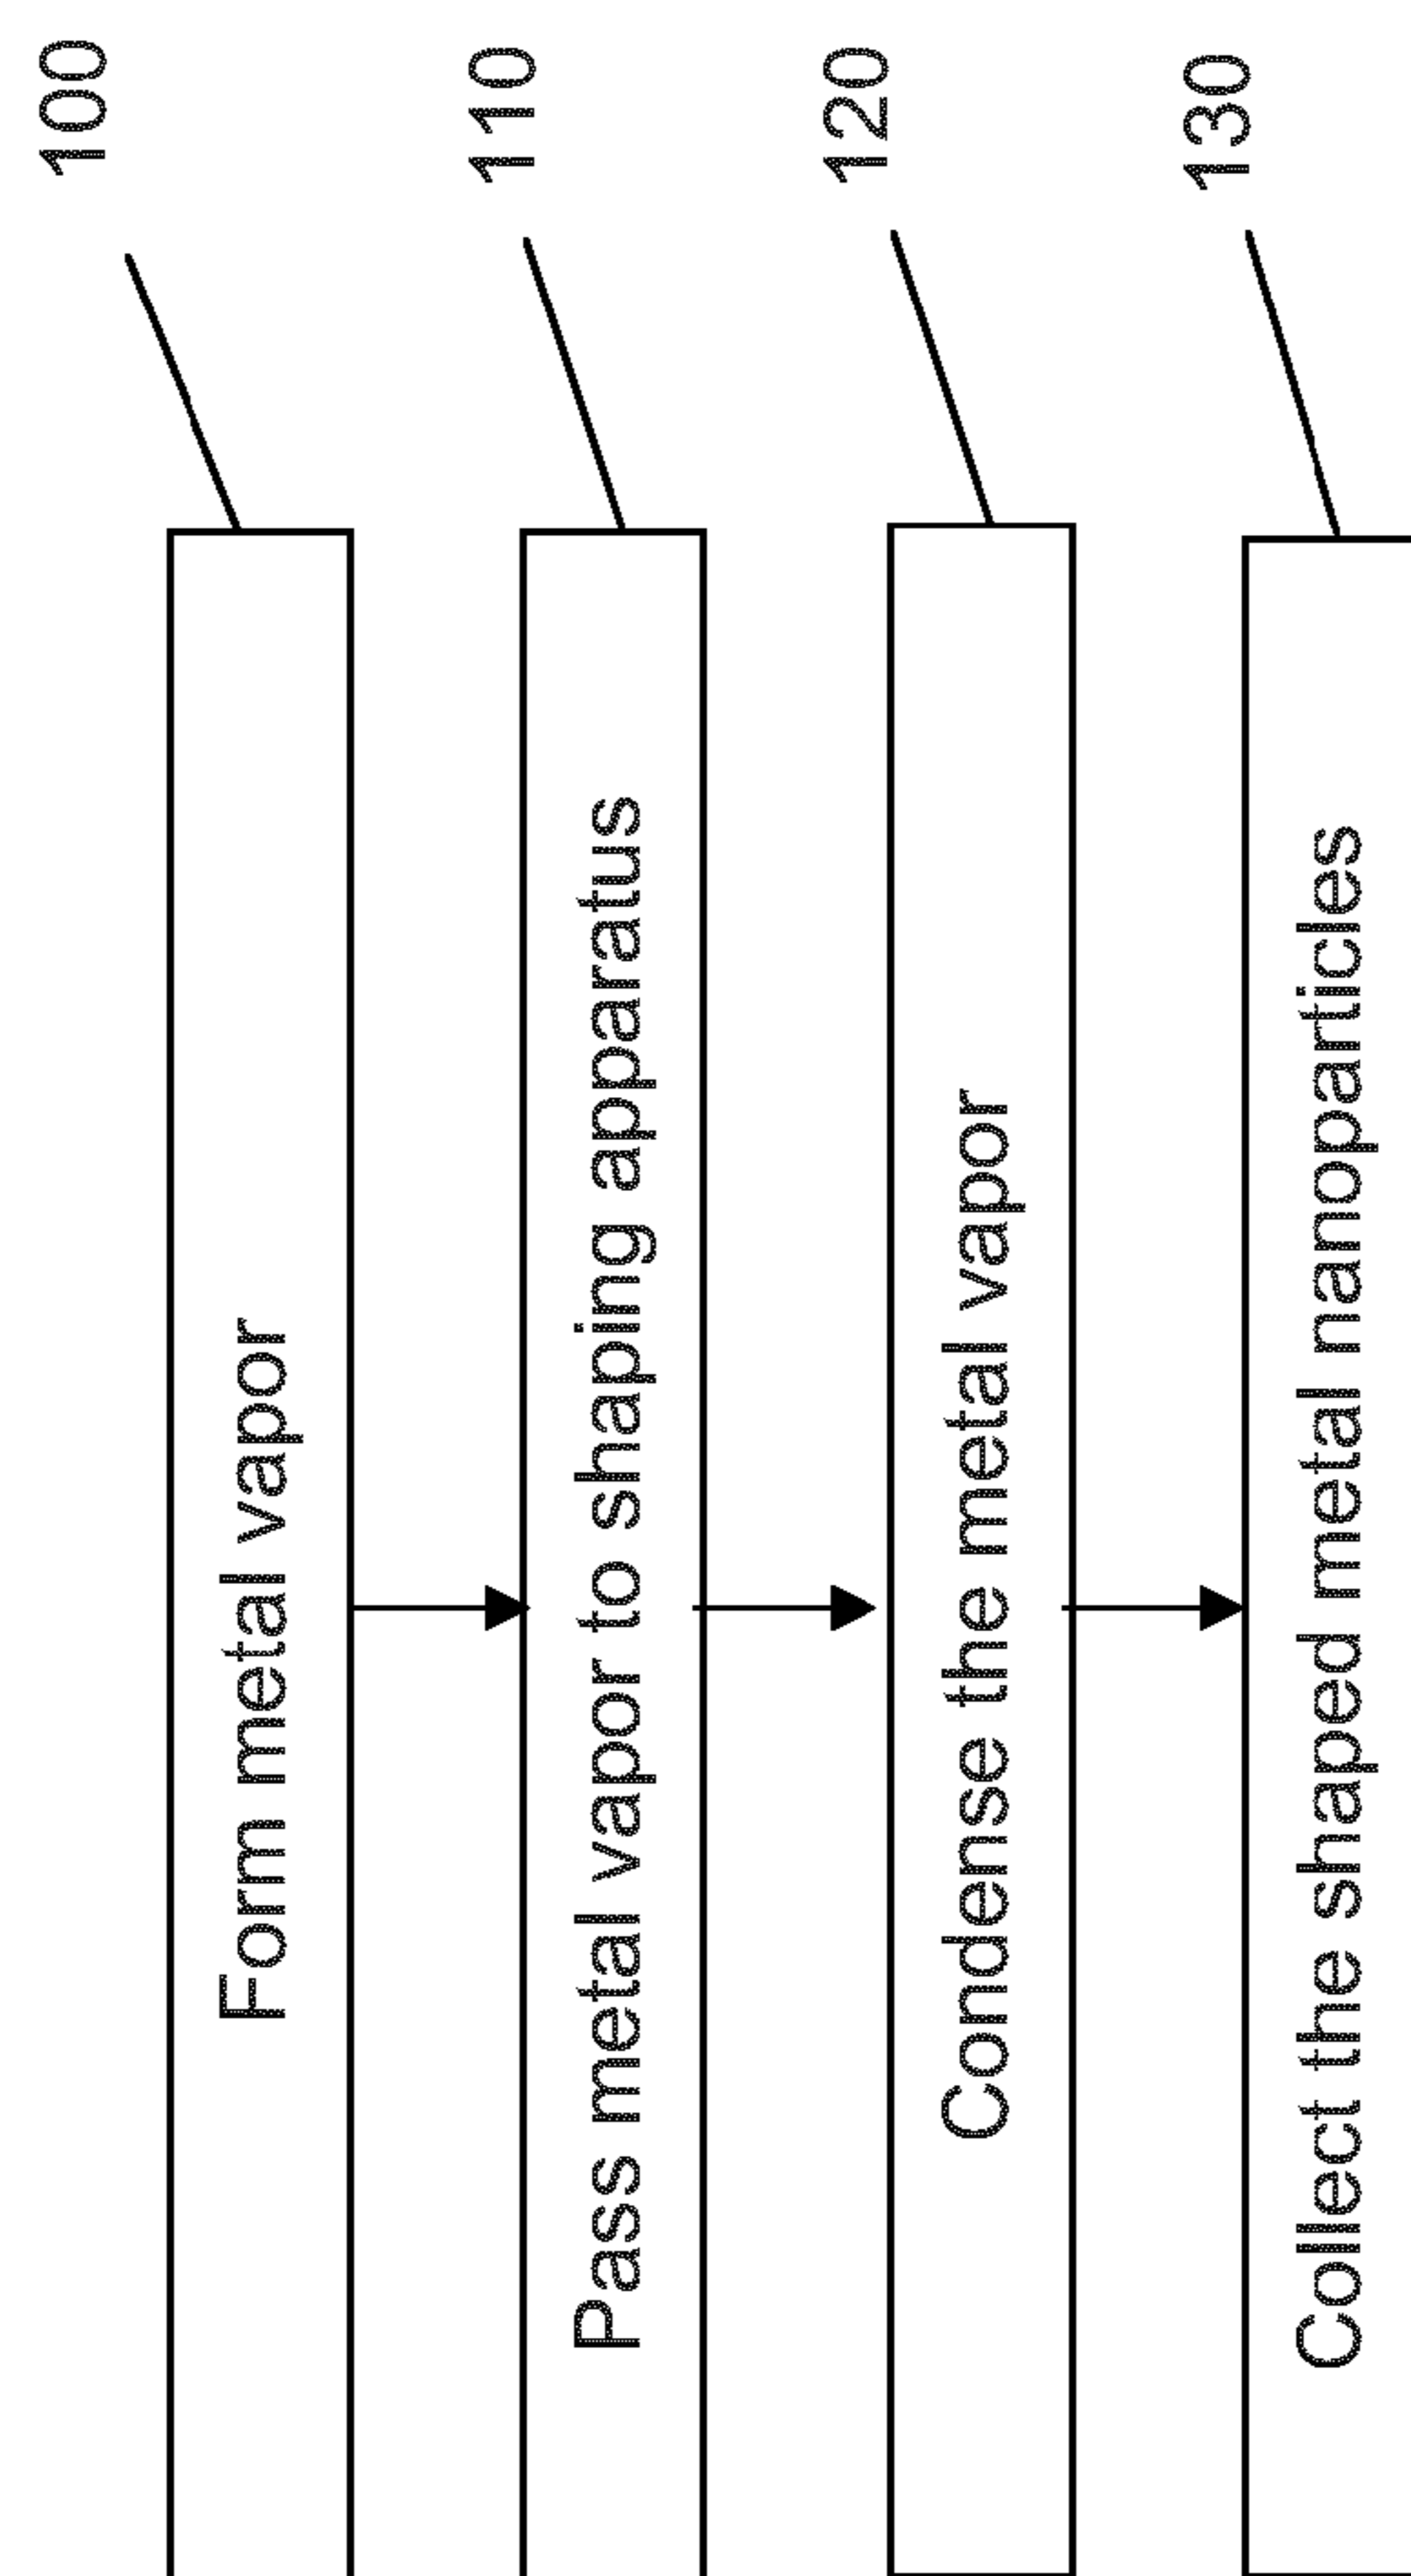 Form metal vapor 100
Pass metal vapor to shaping apparatus 110
Condense the metal vapor 120
Collect the shaped metal nanoparticles 130